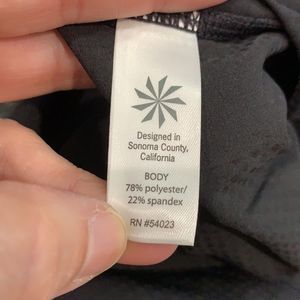 Designed in
Sonoma County,
California
BODY
78% polyester/
22% spandex
RN #54023